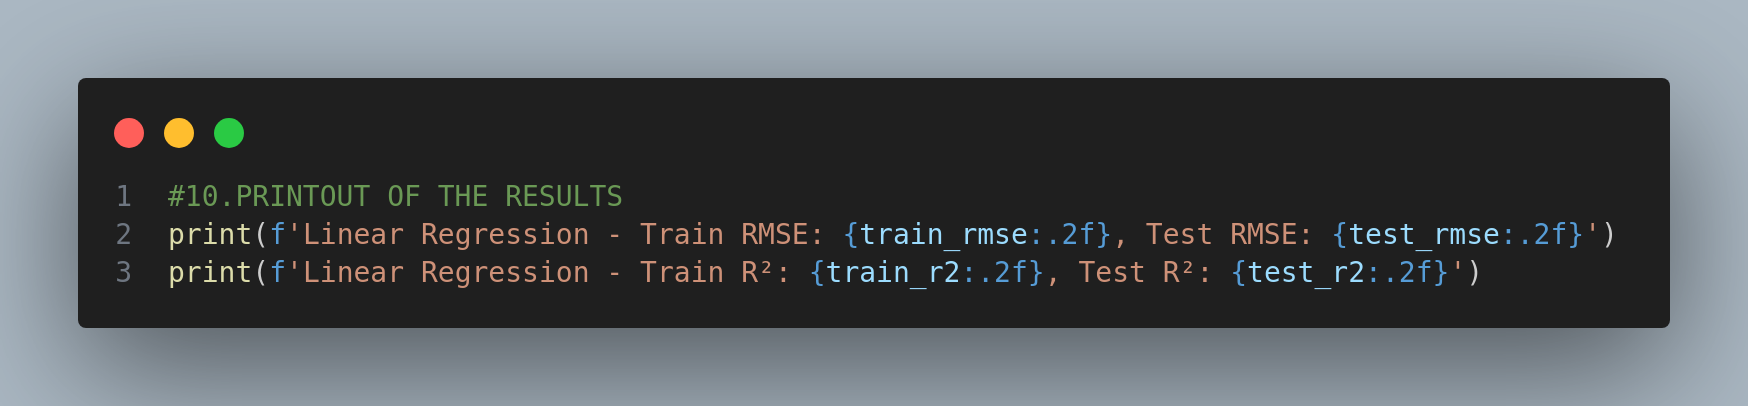 1 #10.PRINTOUT OF THE RESULTS
2 print(f'Linear Regression - Train RMSE: {train_rmse:.2f}, Test RMSE: {test_rmse:.2f}')
3 print(f'Linear Regression - Train R²: {train_r2:.2f}, Test R²: {test_r2:.2f}')